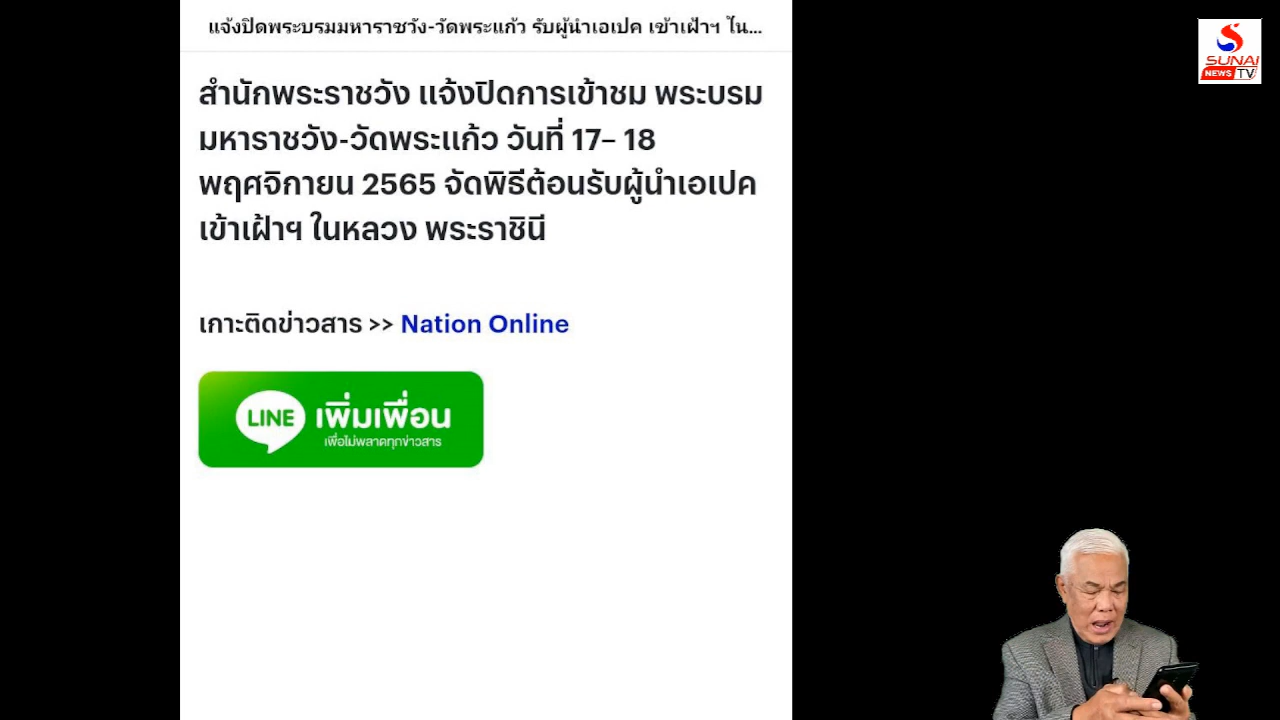 แจ้งปิดพระบรมมหาราชวัง-วัดพระแก้ว รับผู้นำเอเปค เข้าเฝ้าฯ ใน...
SUNAI
NEWS TV
สำนักพระราชวัง แจ้งปิดการเข้าชม พระบรม
มหาราชวัง-วัดพระแก้ว วันที่ 17– 18
พฤศจิกายน 2565 จัดพิธีต้อนรับผู้นำเอเปค
เข้าเฝ้าฯ ในหลวง พระราชินี
เกาะติดข่าวสาร >> Nation Online
LINE เพิ่มเพื่อน
เพื่อไม่พลาดทุกข่าวสาร